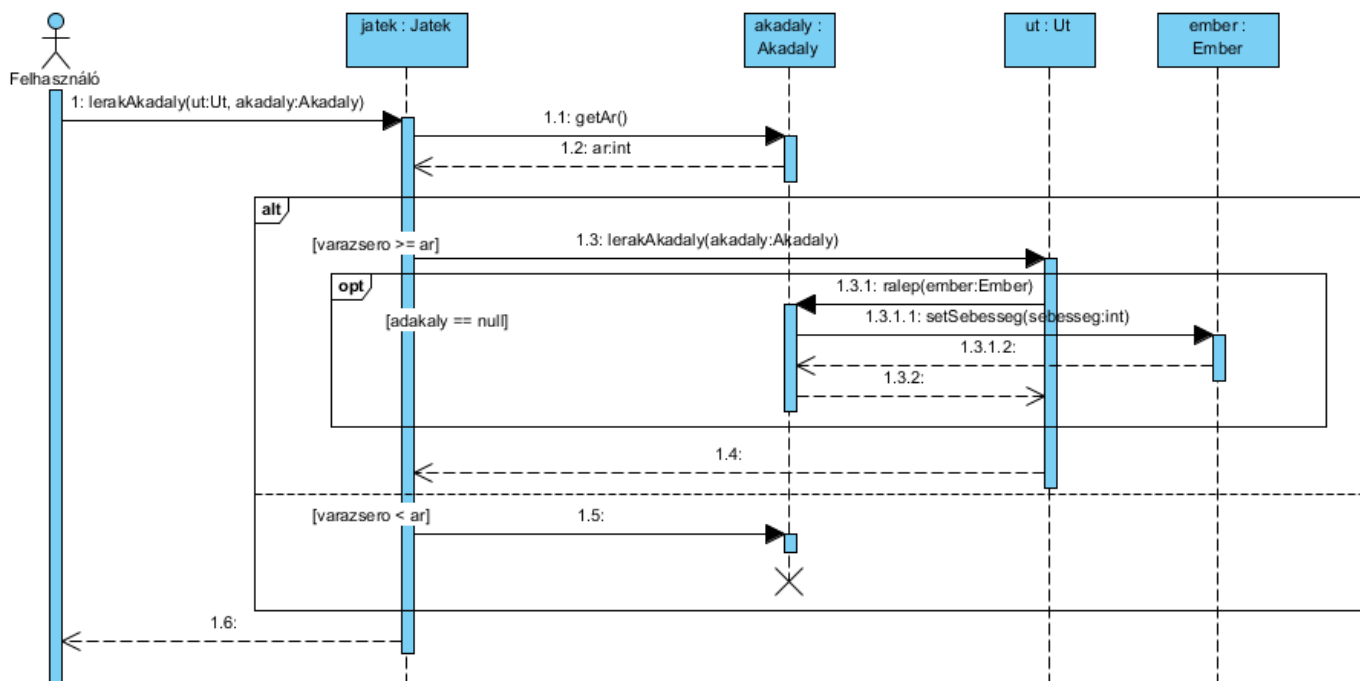 jatek : Jatek
akadaly :
Akadaly
ut : Ut
ember :
Ember
Felhasználó
1: lerakAkadaly(ut:Ut, akadaly:Akadaly)
1.1: getAr()
1.2: ar:int
alt
[varazsero >= ar]
1.3: lerakAkadaly(akadaly:Akadaly)
opt
1.3.1: ralep(ember:Ember)
[adakaly == null]
1.3.1.1: setSebesseg(sebesseg:int)
1.3.1.2:
1.3.2:
1.4:
[varazsero < ar]
1.5:
1.6: